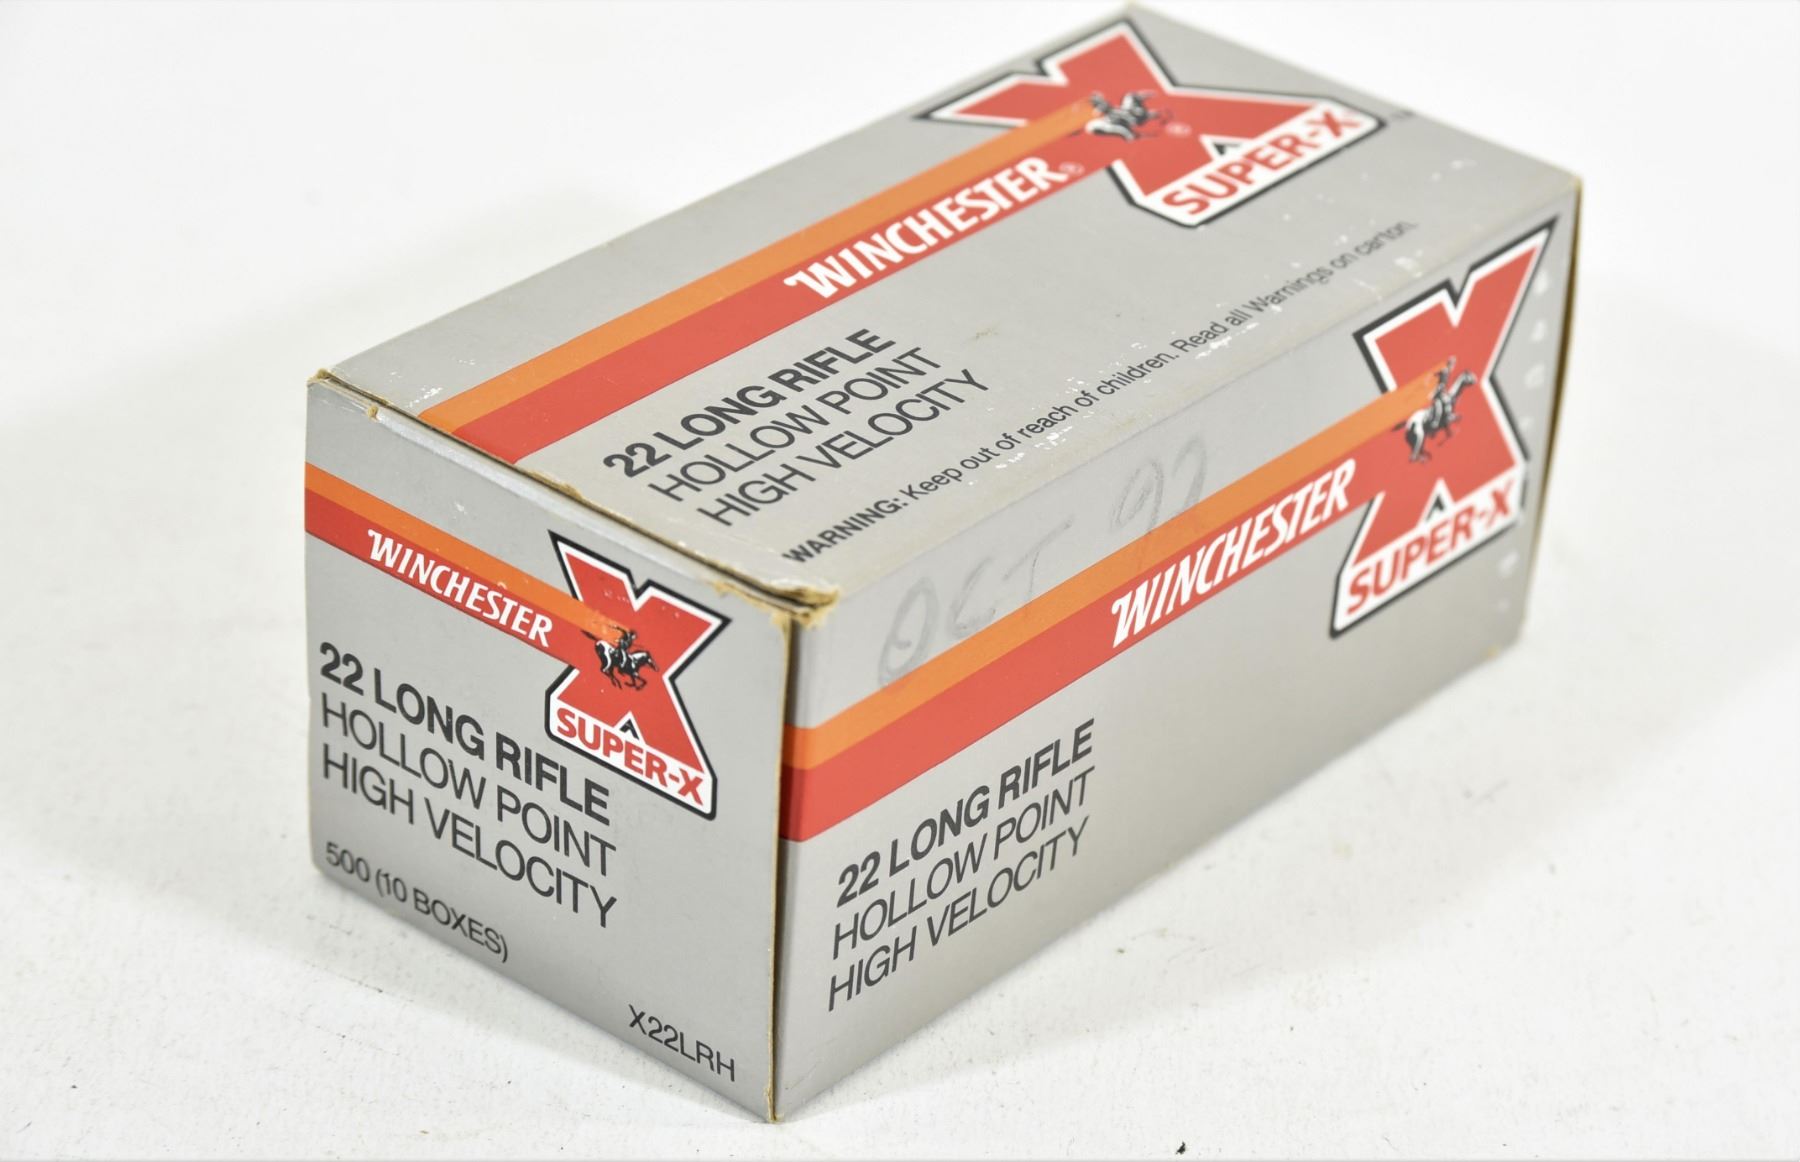 WINCHESTER®
SUPER-X
22 LONG RIFLE
HOLLOW POINT
HIGH VELOCITY
WARNING: Keep out of reach of children. Read all Warnings on carton.
WINCHESTER
SUPER-X
22 LONG RIFLE
HOLLOW POINT
HIGH VELOCITY
500 (10 BOXES)
X22LRH
OCT 92
WINCHESTER
SUPER-X
22 LONG RIFLE
HOLLOW POINT
HIGH VELOCITY